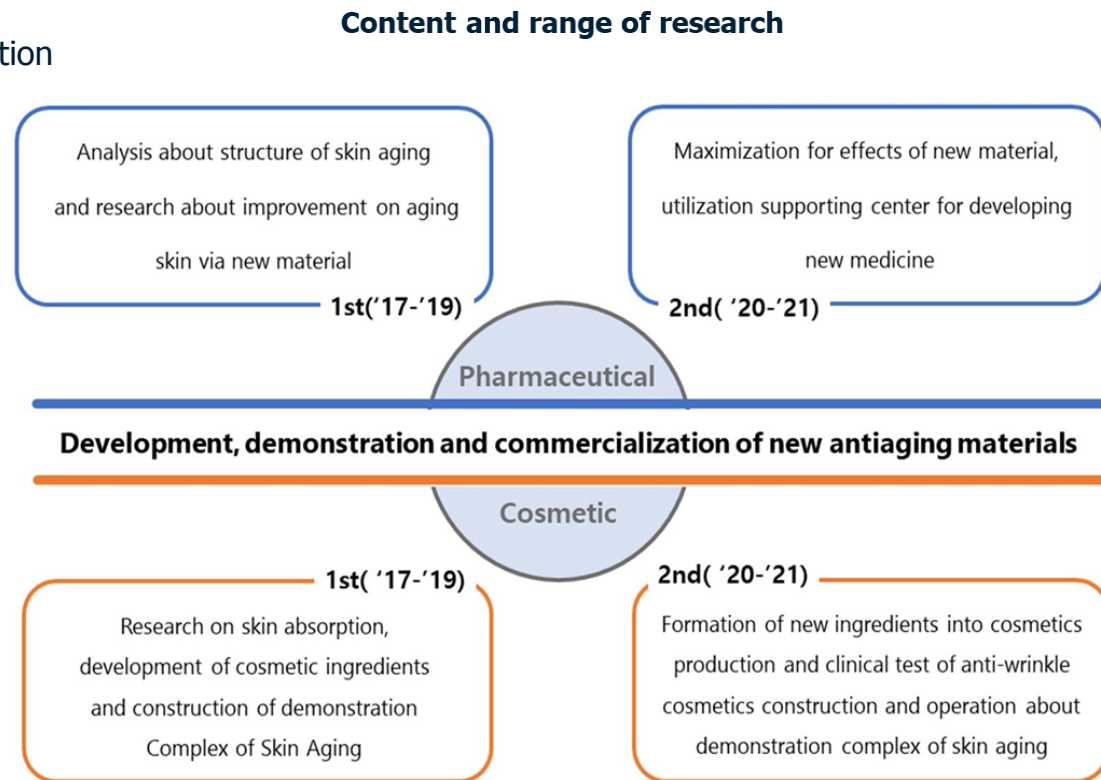 Content and range of research
tion
Analysis about structure of skin aging
and research about improvement on aging
skin via new material
1st('17-'19)
Maximization for effects of new material,
utilization supporting center for developing
new medicine
2nd( '20-'21)
Pharmaceutical
Development, demonstration and commercialization of new antiaging materials
Cosmetic
1st( '17-'19)
Research on skin absorption,
development of cosmetic ingredients
and construction of demonstration
Complex of Skin Aging
2nd( '20-'21)
Formation of new ingredients into cosmetics
production and clinical test of anti-wrinkle
cosmetics construction and operation about
demonstration complex of skin aging